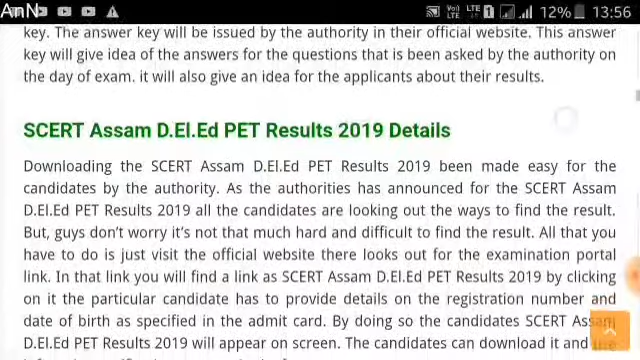 AnN
Vo)) LTE LTE 1 12% 13:56
key. The answer key will be issued by the authority in their official website. This answer
key will give idea of the answers for the questions that is been asked by the authority on
the day of exam. it will also give an idea for the applicants about their results.
SCERT Assam D.El.Ed PET Results 2019 Details
Downloading the SCERT Assam D.El.Ed PET Results 2019 been made easy for the
candidates by the authority. As the authorities has announced for the SCERT Assam
D.El.Ed PET Results 2019 all the candidates are looking out the ways to find the result.
But, guys don't worry it's not that much hard and difficult to find the result. All that you
have to do is just visit the official website there looks out for the examination portal
link. In that link you will find a link as SCERT Assam D.El.Ed PET Results 2019 by clicking
on it the particular candidate has to provide details on the registration number and
date of birth as specified in the admit card. By doing so the candidates SCERT Assam
D.El.Ed PET Results 2019 will appear on screen. The candidates can download it and use